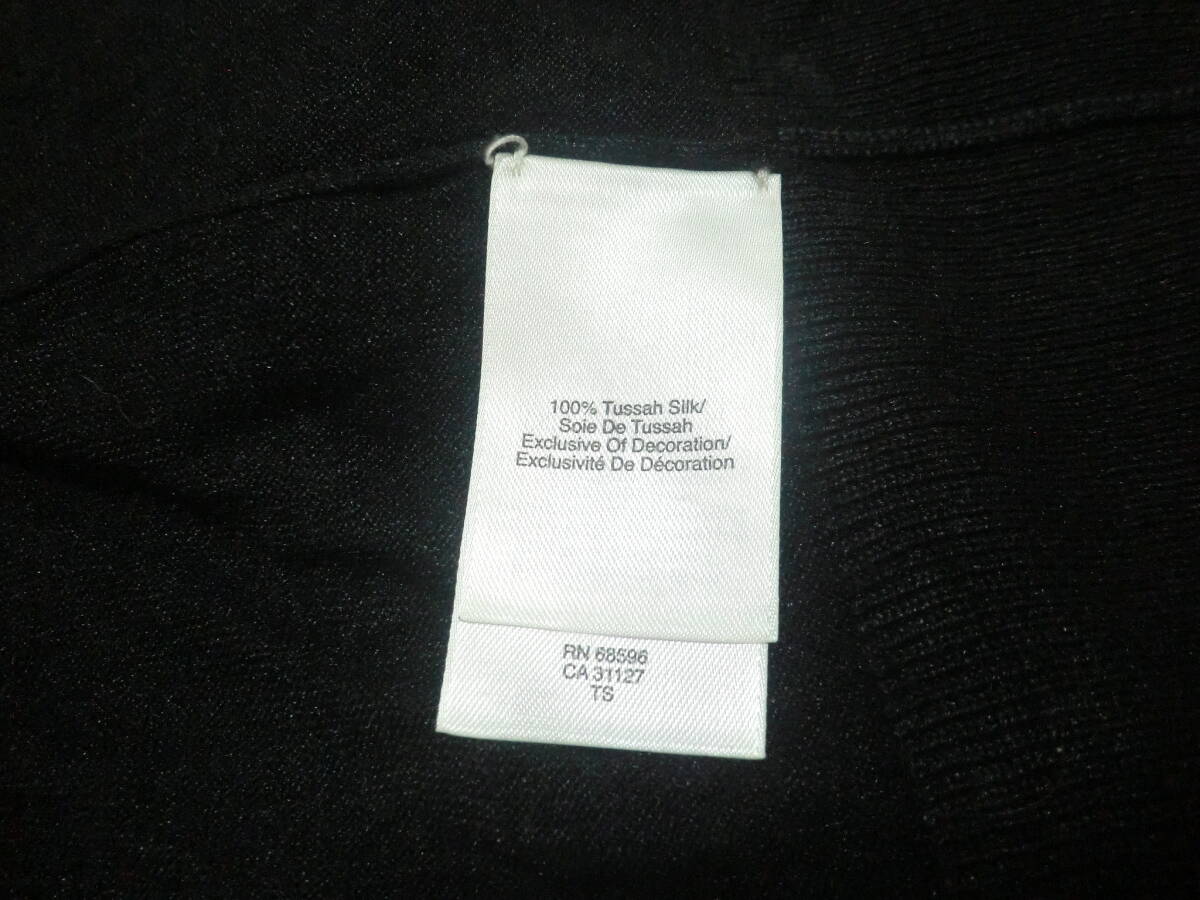 100% Tussah Silk/
Soie De Tussah
Exclusive Of Decoration/
Exclusivité De Décoration
RN 68596
CA 31127
TS